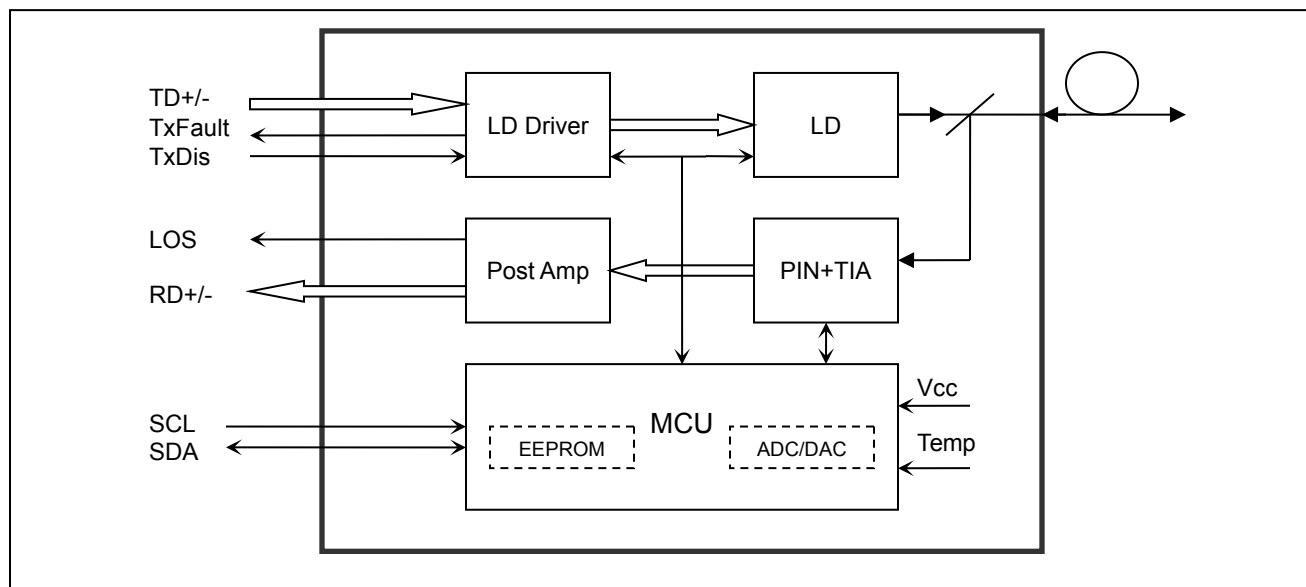 TD+/-
TxFault
TxDis
LD Driver
LD
LOS
RD+/-
Post Amp
PIN+TIA
SCL
SDA
MCU
EEPROM
ADC/DAC
Vcc
Temp